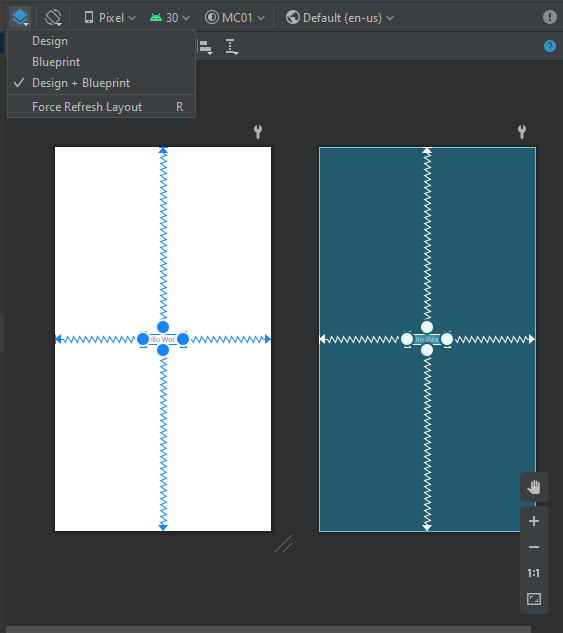 Pixel 30 MC01 Default (en-us)
Design
Blueprint
Design + Blueprint
Force Refresh Layout R
1:1